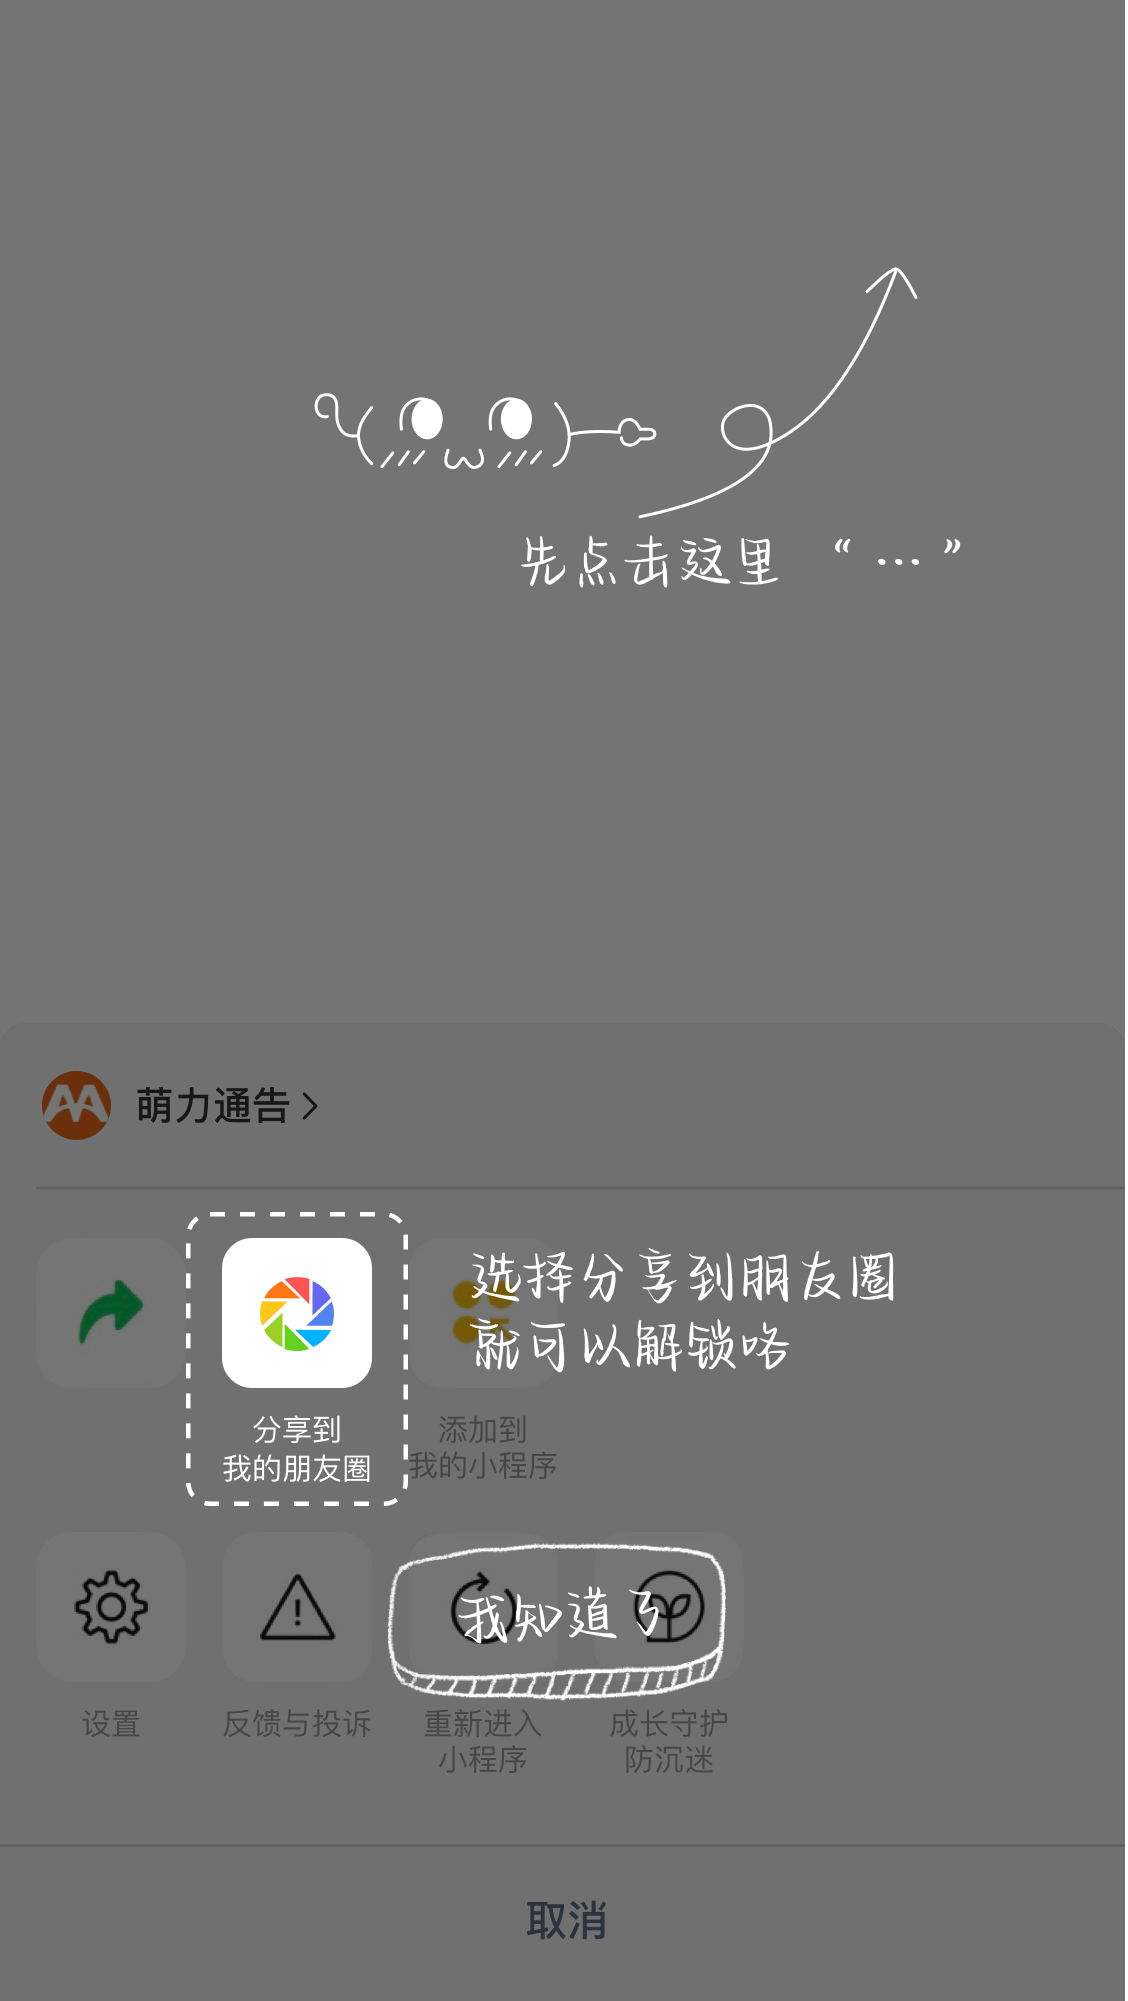 先点击这里 “ … ”
萌力通告
选择分享到朋友圈
就可以解锁咯
分享到
我的朋友圈
添加到
我的小程序
我知道了
设置
反馈与投诉
重新进入
小程序
成长守护
防沉迷
取消